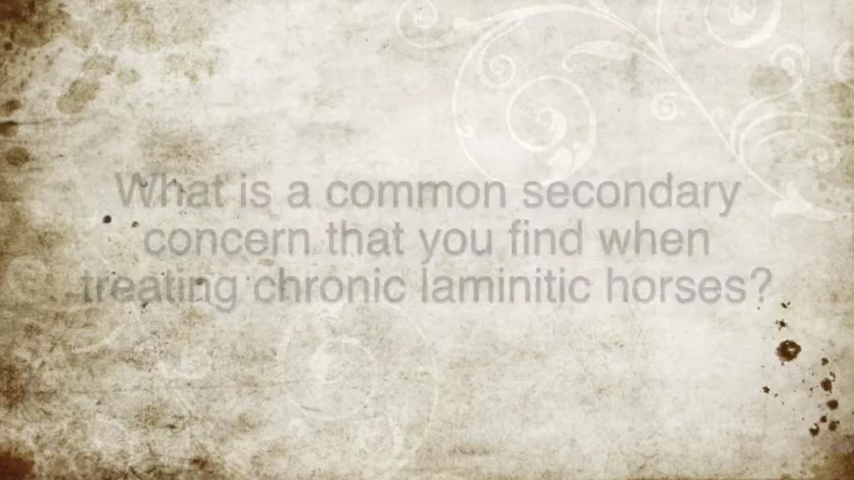 What is a common secondary
concern that you find when
treating chronic laminitic horses?